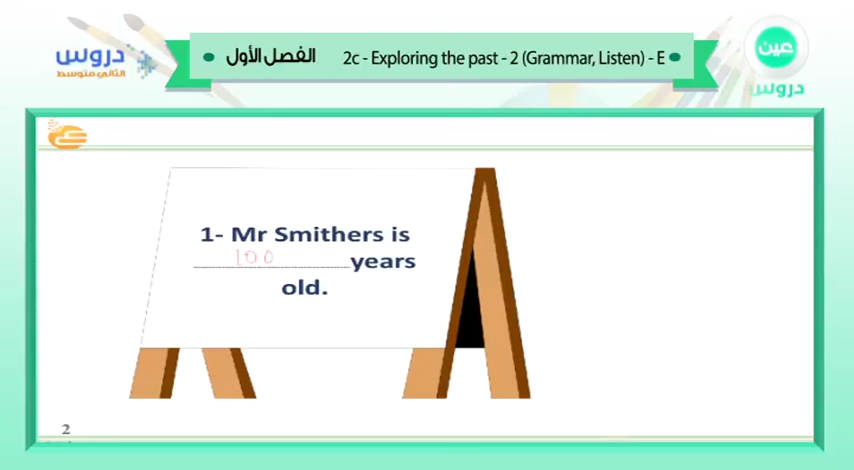 دروس
الثاني متوسط
الفصل الأول
2c - Exploring the past - 2 (Grammar, Listen) - E
عين
دروس
1- Mr Smithers is
100 years
old.
2